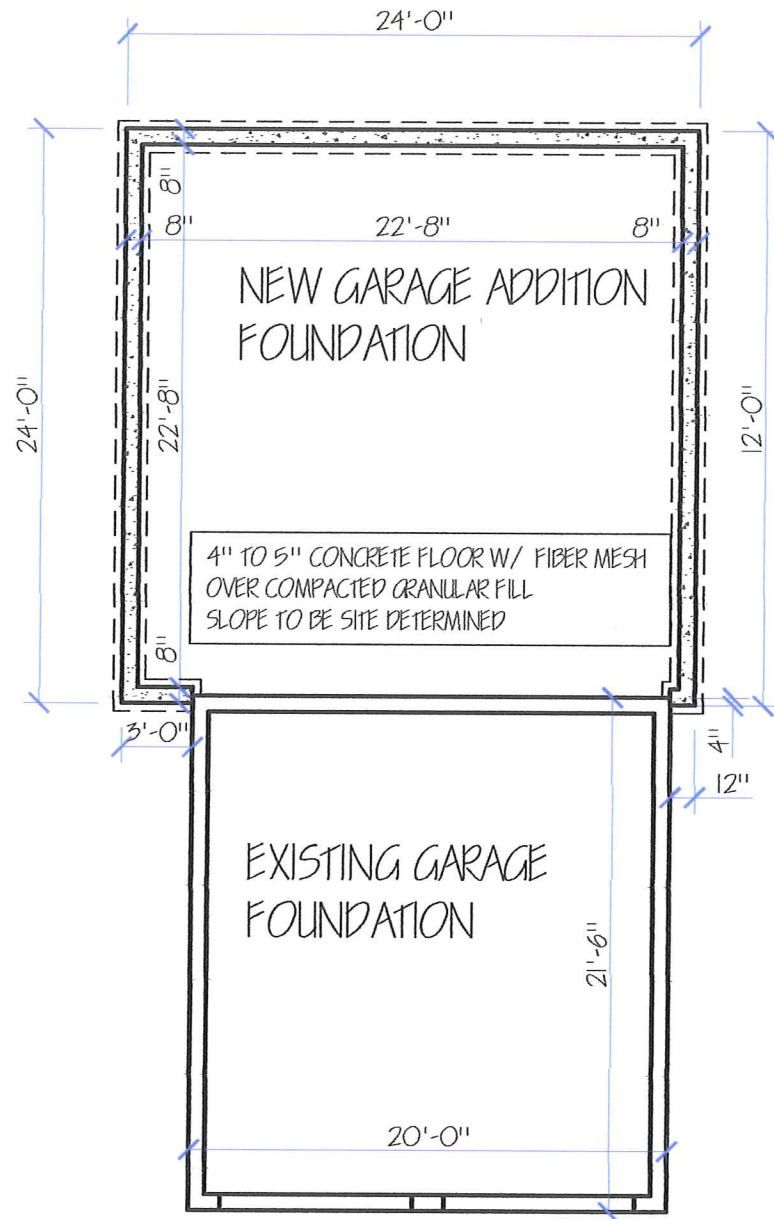 24'-0"
8"
8"
22'-8"
8"
NEW GARAGE ADDITION
FOUNDATION
24'-0"
22'-8"
12'-0"
4" TO 5" CONCRETE FLOOR W/ FIBER MESH
OVER COMPACTED GRANULAR FILL
SLOPE TO BE SITE DETERMINED
8"
3'-0"
4"
12"
EXISTING GARAGE
FOUNDATION
21'-6"
20'-0"